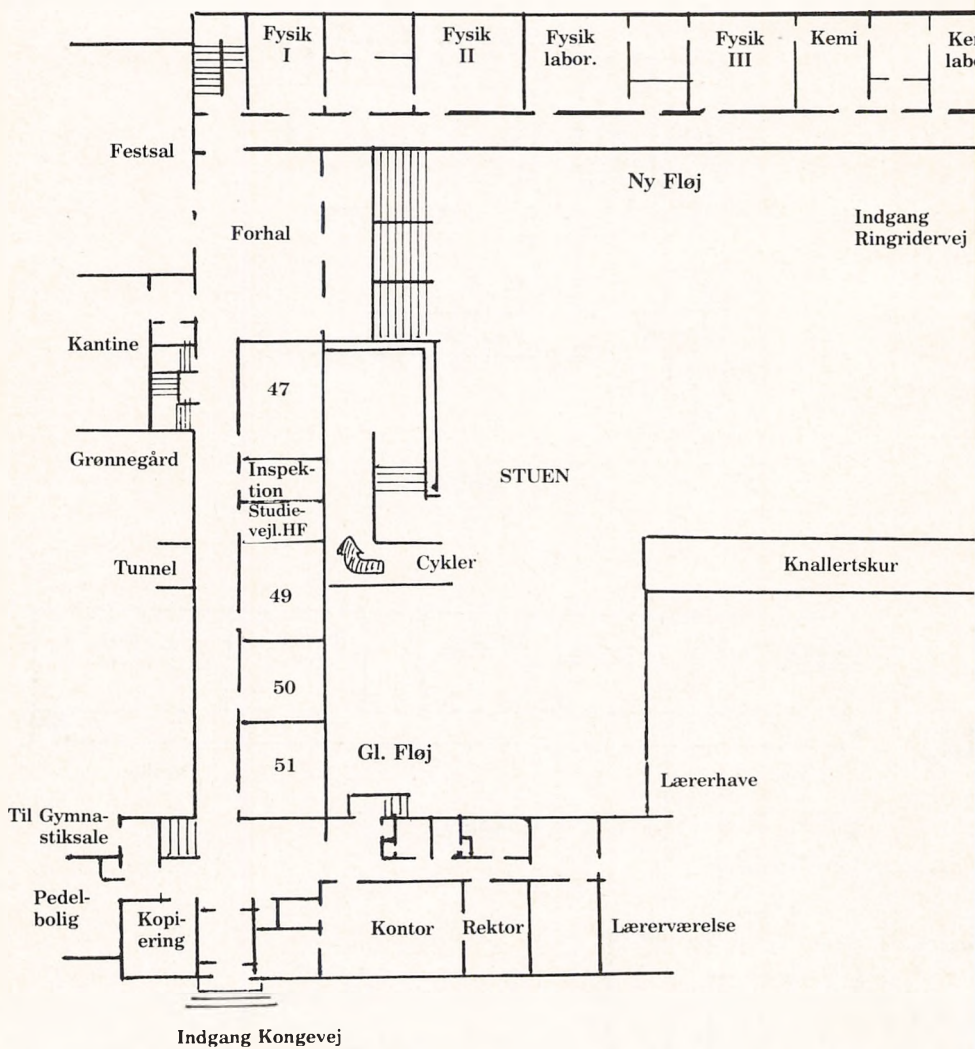 Fysik
I
Fysik
II
Fysik
labor.
Fysik
III
Kemi
Festsal
Ny Fløj
Forhal
Indgang
Ringridervej
Kantine
47
Grønnegård
Inspek-
tion
STUEN
Studie-
vejl.HF
Tunnel
Cykler
Knallertskur
49
50
Gl. Fløj
51
Lærerhave
Til Gymna-
stiksale
Pedel-
bolig
Kopi-
ering
Kontor
Rektor
Lærerværelse
Indgang Kongevej